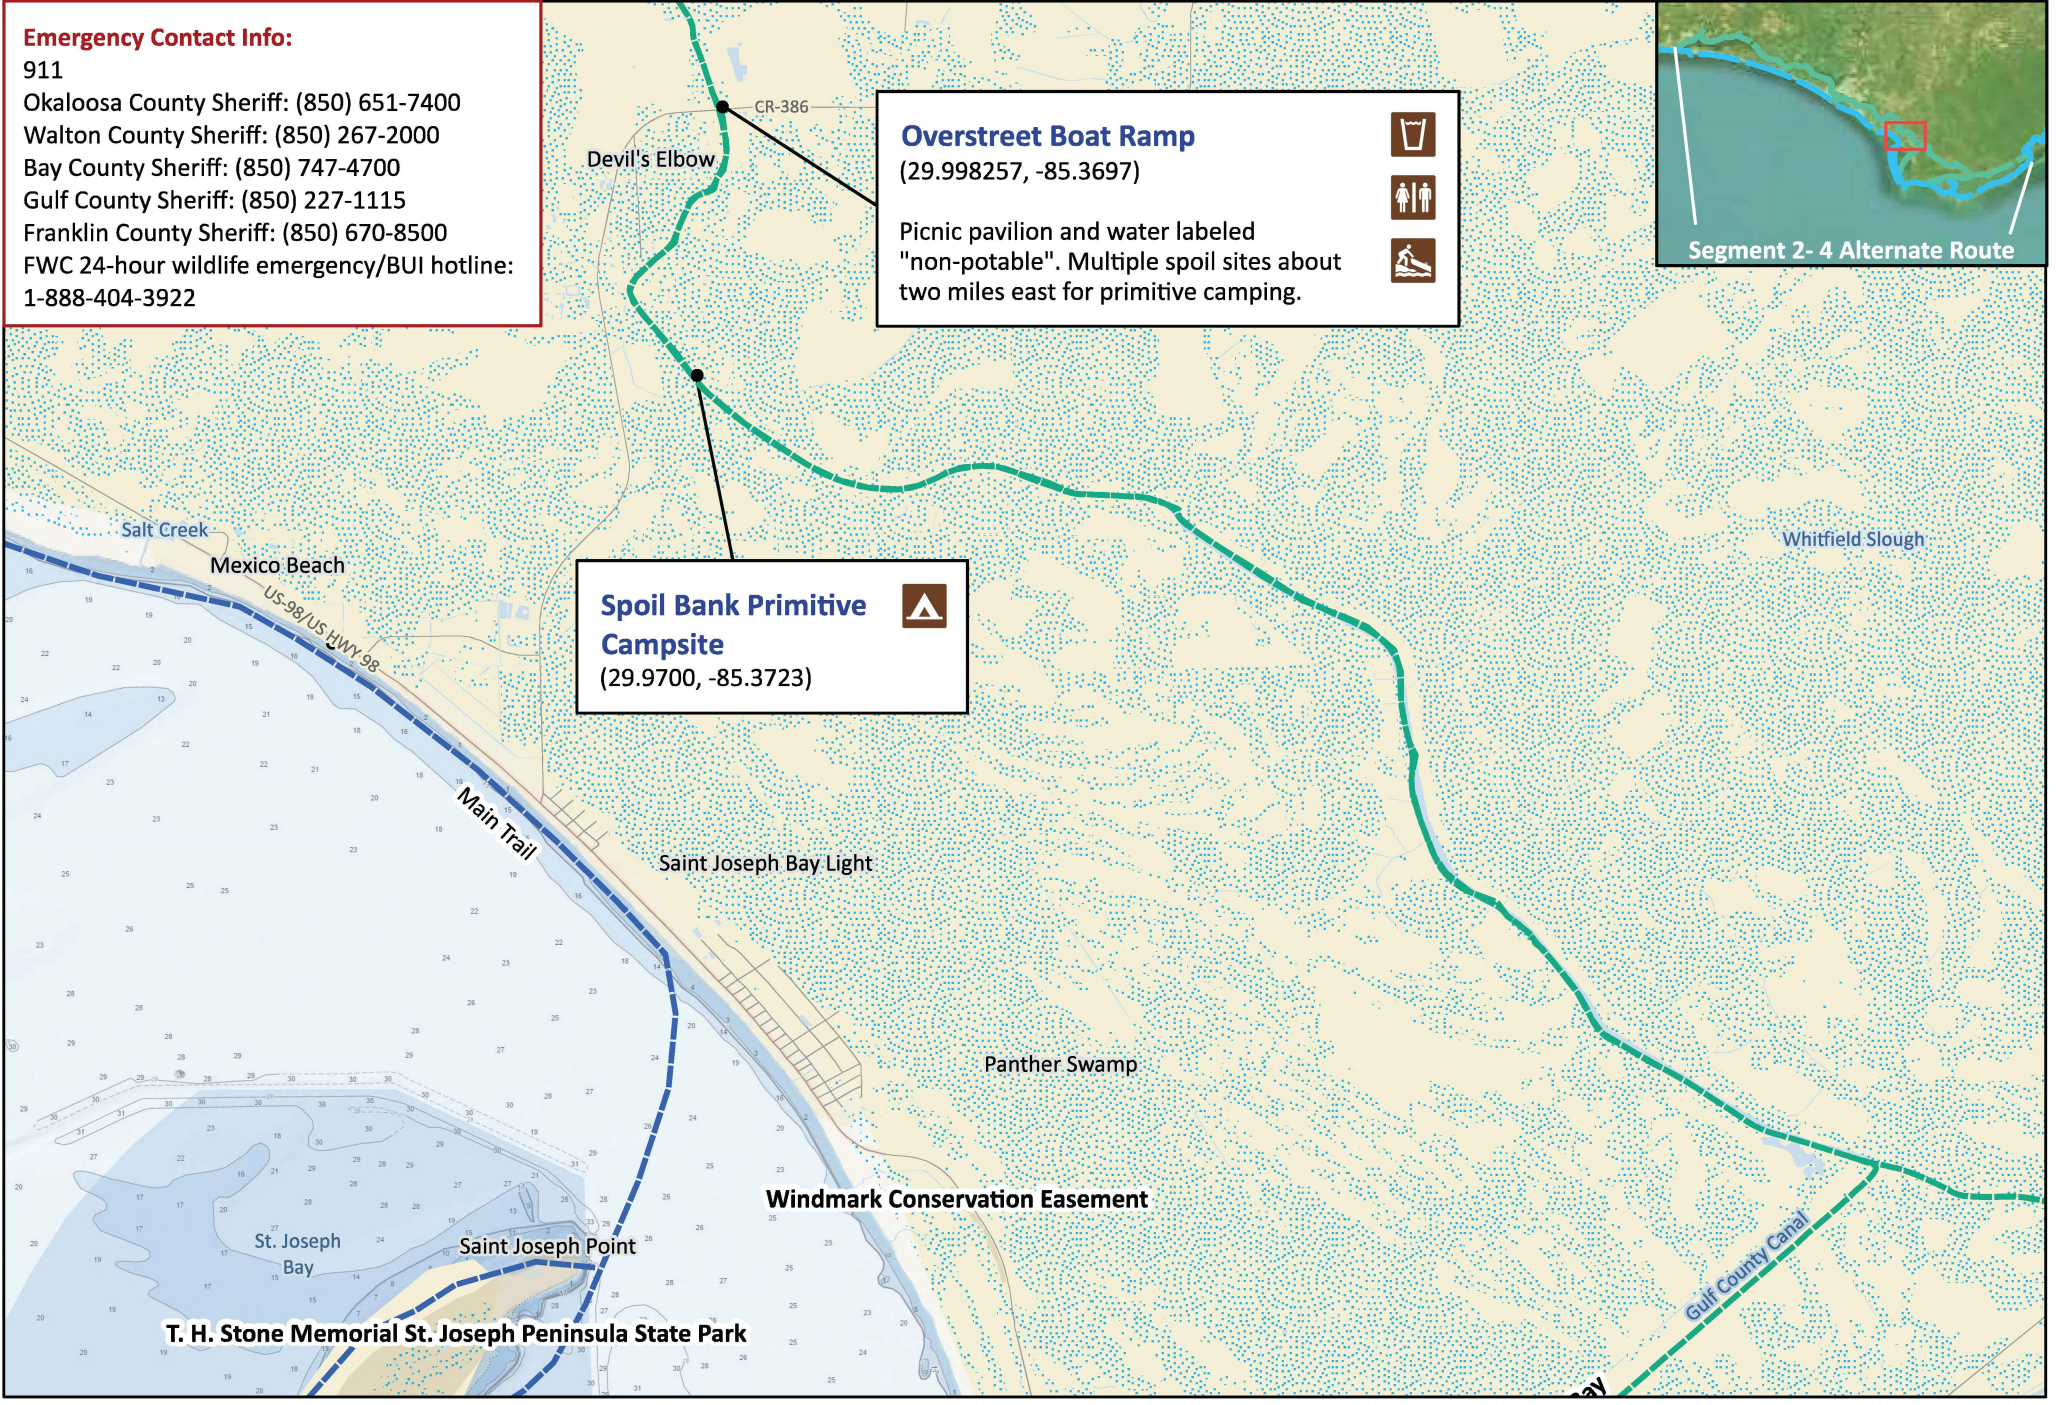 Emergency Contact Info:
911
Okaloosa County Sheriff: (850) 651-7400
Walton County Sheriff: (850) 267-2000
Bay County Sheriff: (850) 747-4700
Gulf County Sheriff: (850) 227-1115
Franklin County Sheriff: (850) 670-8500
FWC 24-hour wildlife emergency/BUI hotline:
1-888-404-3922
CR-386
Devil's Elbow
Overstreet Boat Ramp
(29.998257, -85.3697)
Picnic pavilion and water labeled
"non-potable". Multiple spoil sites about
two miles east for primitive camping.
Segment 2- 4 Alternate Route
Salt Creek
Mexico Beach
US-98/US HWY 98
Whitfield Slough
Spoil Bank Primitive
Campsite
(29.9700, -85.3723)
Main Trail
Saint Joseph Bay Light
Panther Swamp
Windmark Conservation Easement
St. Joseph
Bay
Saint Joseph Point
Gulf County Canal
T. H. Stone Memorial St. Joseph Peninsula State Park